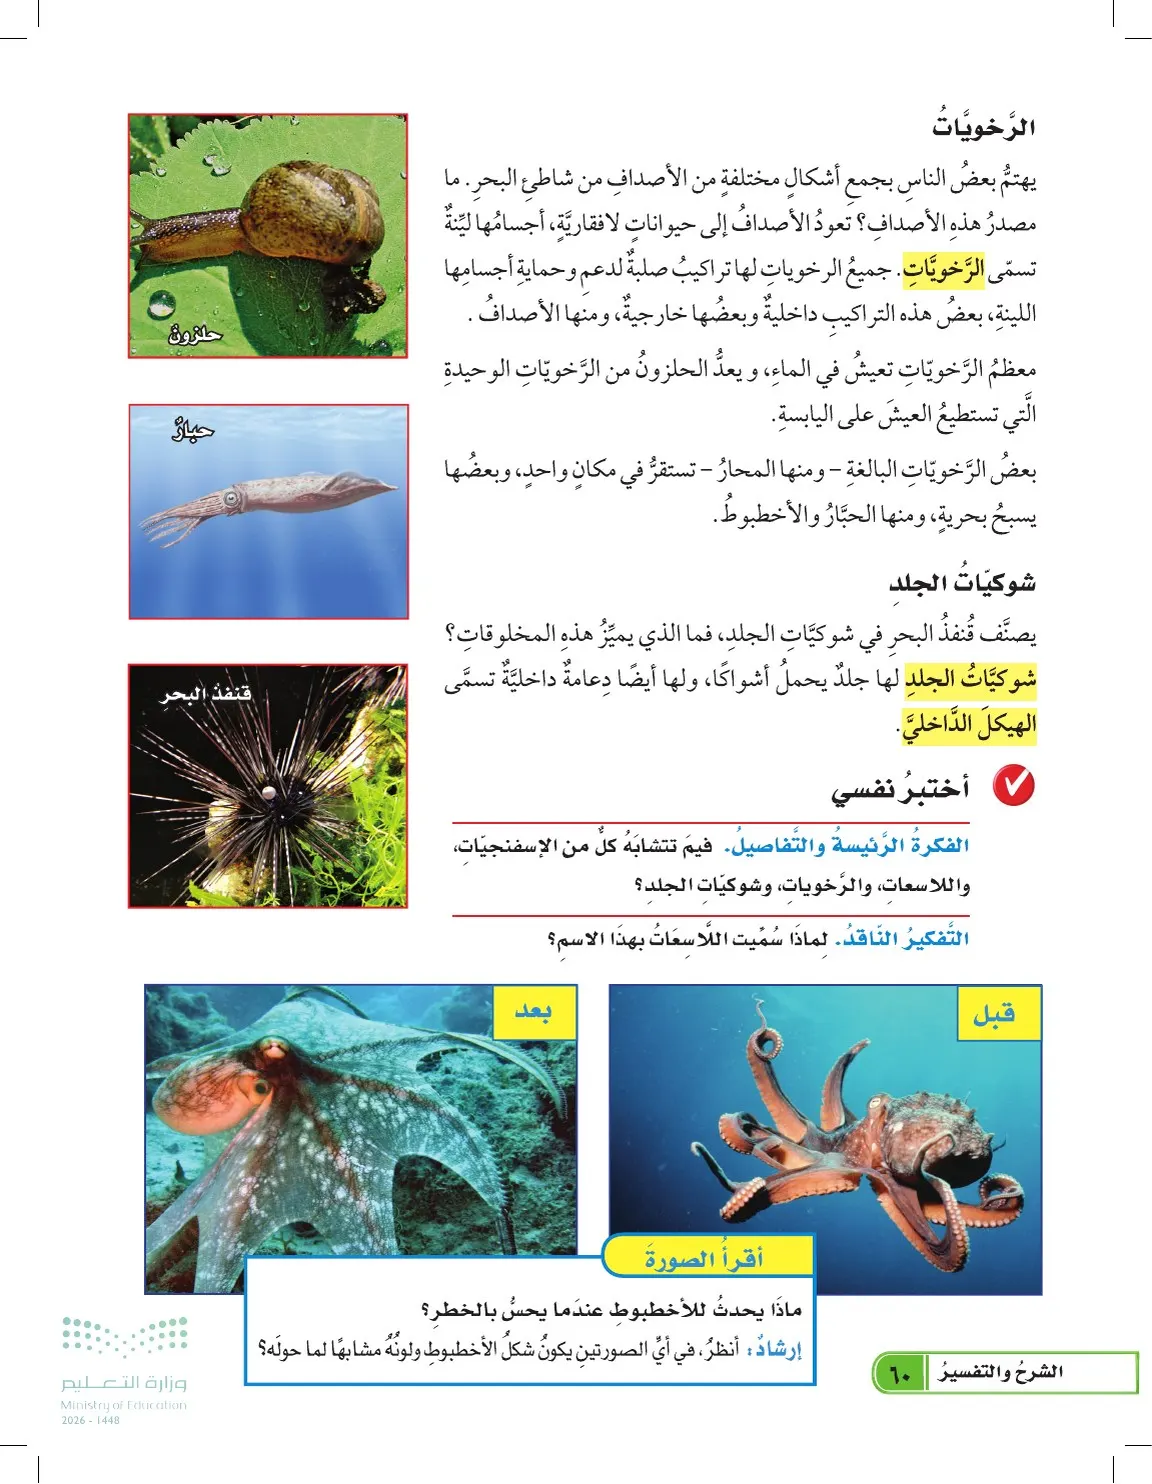 الرَّخويَّاتُ
يهتمُّ بعضُ الناسِ بجمعِ أشكالٍ مختلفةٍ من الأصدافِ من شاطئِ البحرِ. ما
مصدرُ هذهِ الأصدافِ؟ تعودُ الأصدافُ إلى حيواناتٍ لافقاريَّةٍ، أجسامُها ليِّنةٌ
تسمّى الرَّخويَّاتِ. جميعُ الرخوياتِ لها تراكيبُ صلبةٌ لدعمِ وحمايةِ أجسامِها
اللينةِ، بعضُ هذه التراكيبِ داخليةٌ وبعضُها خارجيةٌ، ومنها الأصدافُ .
معظمُ الرَّخويّاتِ تعيشُ في الماءِ، و يعدُّ الحلزونُ من الرَّخويّاتِ الوحيدةِ
الَّتي تستطيعُ العيشَ على اليابسةِ.
بعضُ الرَّخويّاتِ البالغةِ – ومنها المحارُ – تستقرُّ في مكانٍ واحدٍ، وبعضُها
يسبحُ بحريةٍ، ومنها الحبَّارُ والأخطبوطُ.
حلزونٌ
حبارٌ
قنفذُ البحرِ
شوكيّاتُ الجلدِ
يصنَّف قُنفذُ البحرِ في شوكيَّاتِ الجلدِ، فما الذي يميِّزُ هذهِ المخلوقاتِ؟
شوكيَّاتُ الجلدِ لها جلدٌ يحملُ أشواكًا، ولها أيضًا دِعامةٌ داخليَّةٌ تسمَّى
الهيكلَ الدَّاخليَّ.
أختبرُ نفسي
الفكرةُ الرَّئيسةُ والتَّفاصيلُ. فيمَ تتشابَهُ كلٌّ من الإسفنجيّاتِ،
واللاسعاتِ، والرَّخوياتِ، وشوكيّاتِ الجلدِ؟
التَّفكيرُ النّاقدُ. لِماذَا سُمِّيت اللَّاسِعَاتُ بهذَا الاسمِ؟
قبل
بعد
أقرأُ الصورةَ
ماذَا يحدثُ للأخطبوطِ عندَما يحسُّ بالخطرِ؟
إرشادٌ: أنظرُ، في أيِّ الصورتينِ يكونُ شكلُ الأخطبوطِ ولونُهُ مشابهًا لما حولَه؟
الشرحُ والتفسيرُ
٦٠
وزارة التعليم
Ministry of Education
2026 - 1448